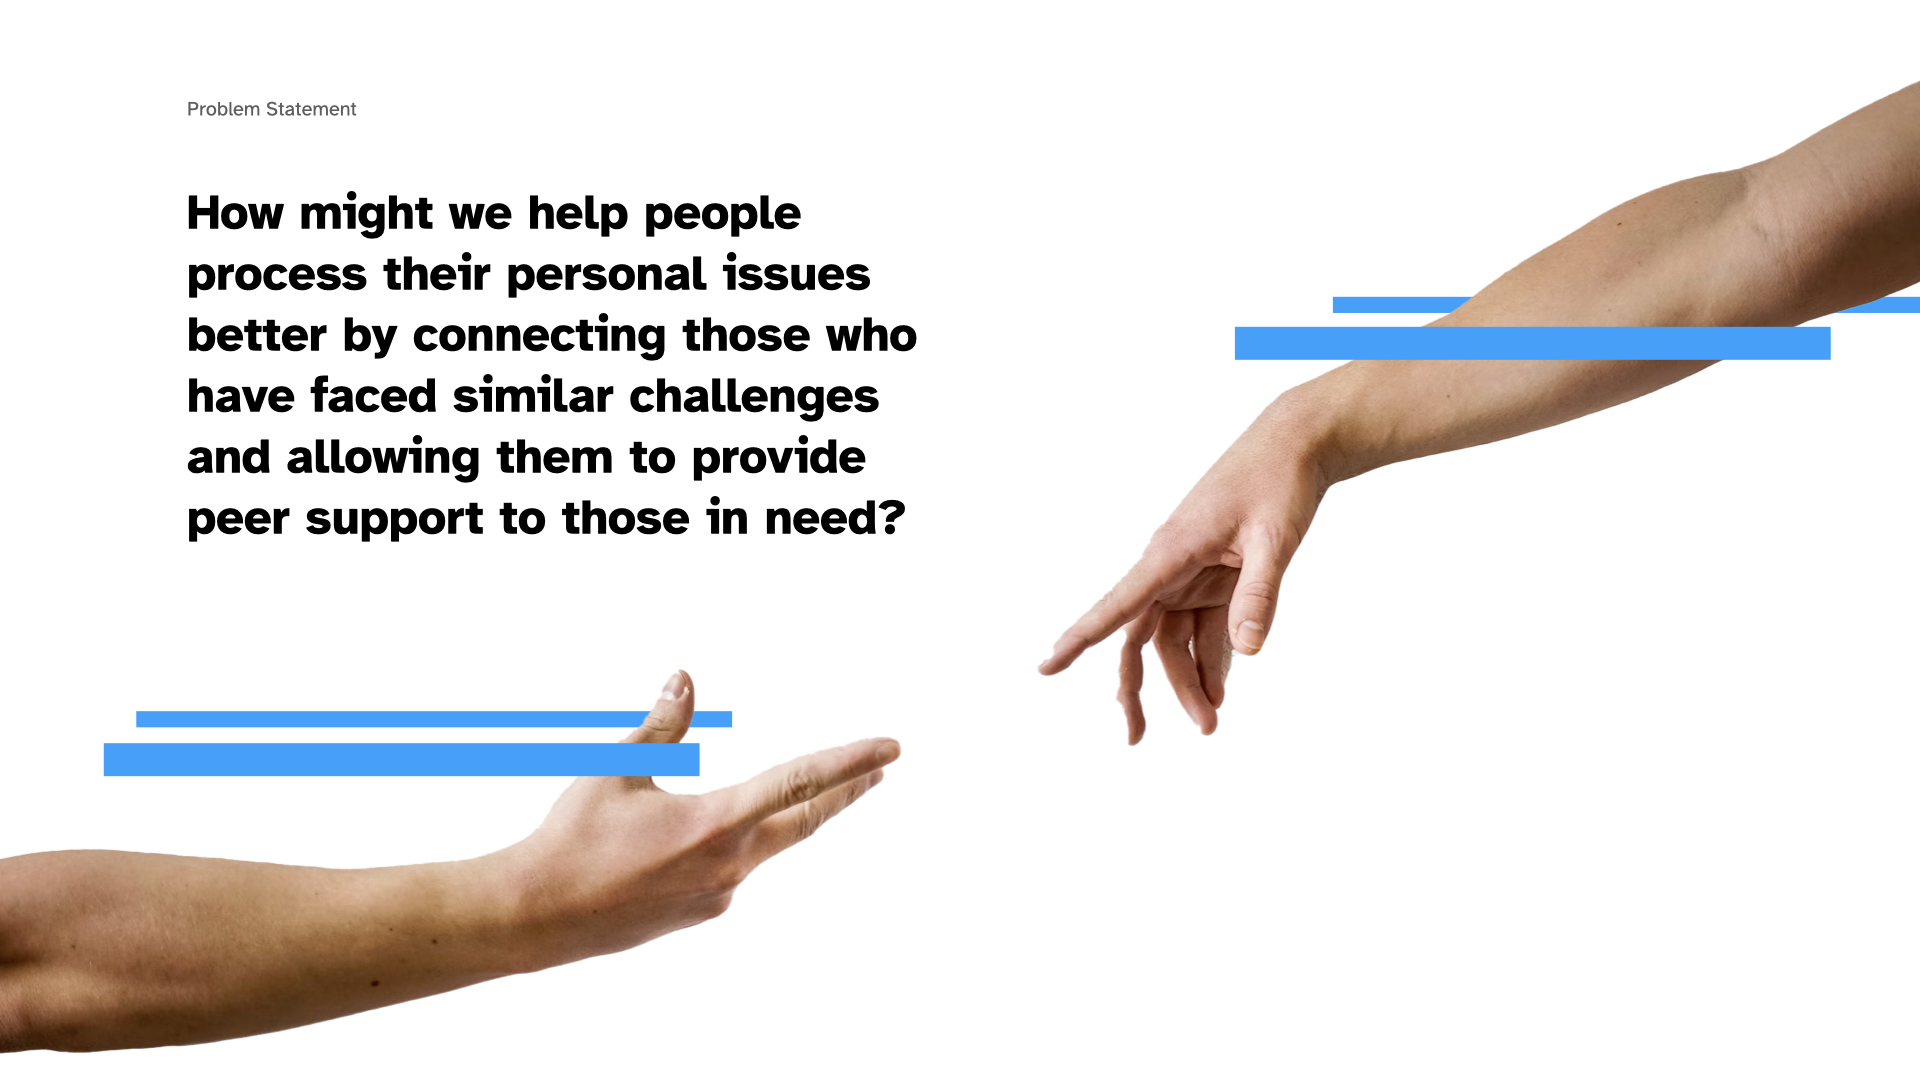 Problem Statement
How might we help people
process their personal issues
better by connecting those who
have faced similar challenges
and allowing them to provide
peer support to those in need?